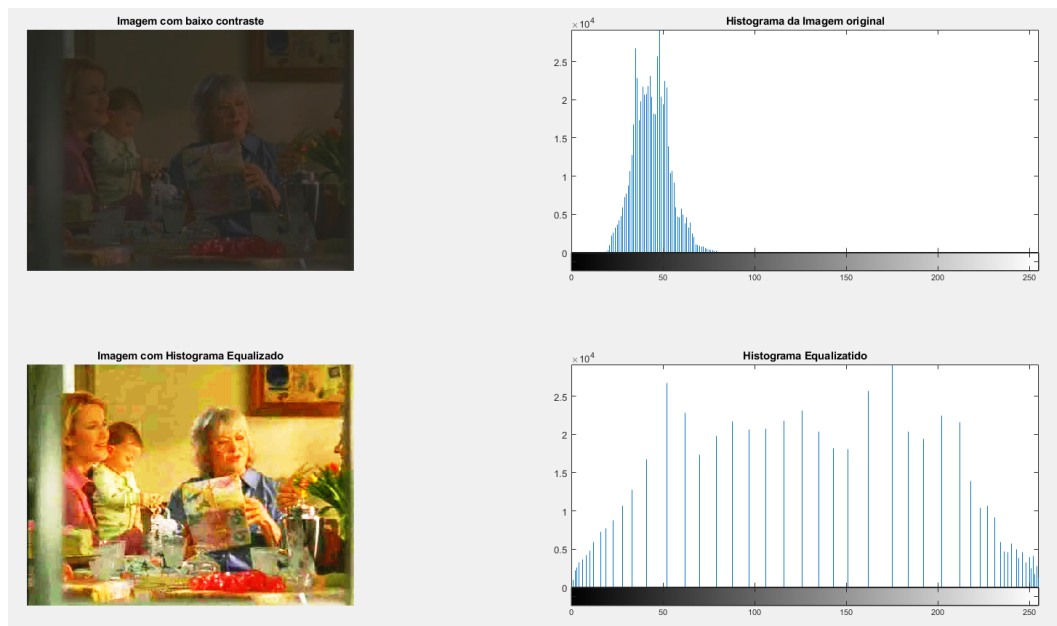 Imagem com baixo contraste
Histograma da Imagem original
×10^4
2.5
2
1.5
1
0.5
0
0 50 100 150 200 250
Imagem com Histograma Equalizado
Histograma Equalizatido
×10^4
2.5
2
1.5
1
0.5
0
0 50 100 150 200 250